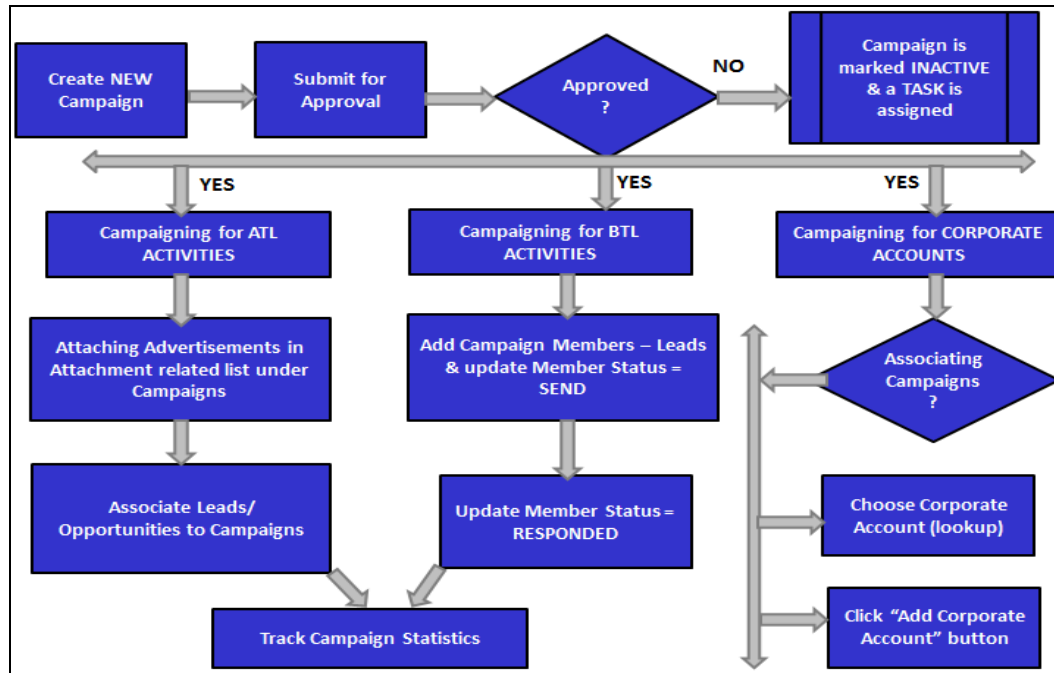 Create NEW
Campaign
Submit for
Approval
Approved
?
NO
Campaign is
marked INACTIVE
& a TASK is
assigned
YES
YES
YES
Campaigning for ATL
ACTIVITIES
Campaigning for BTL
ACTIVITIES
Campaigning for CORPORATE
ACCOUNTS
Attaching Advertisements in
Attachment related list under
Campaigns
Add Campaign Members – Leads
& update Member Status =
SEND
Associating
Campaigns
?
Associate Leads/
Opportunities to Campaigns
Update Member Status =
RESPONDED
Choose Corporate
Account (lookup)
Track Campaign Statistics
Click “Add Corporate
Account” button